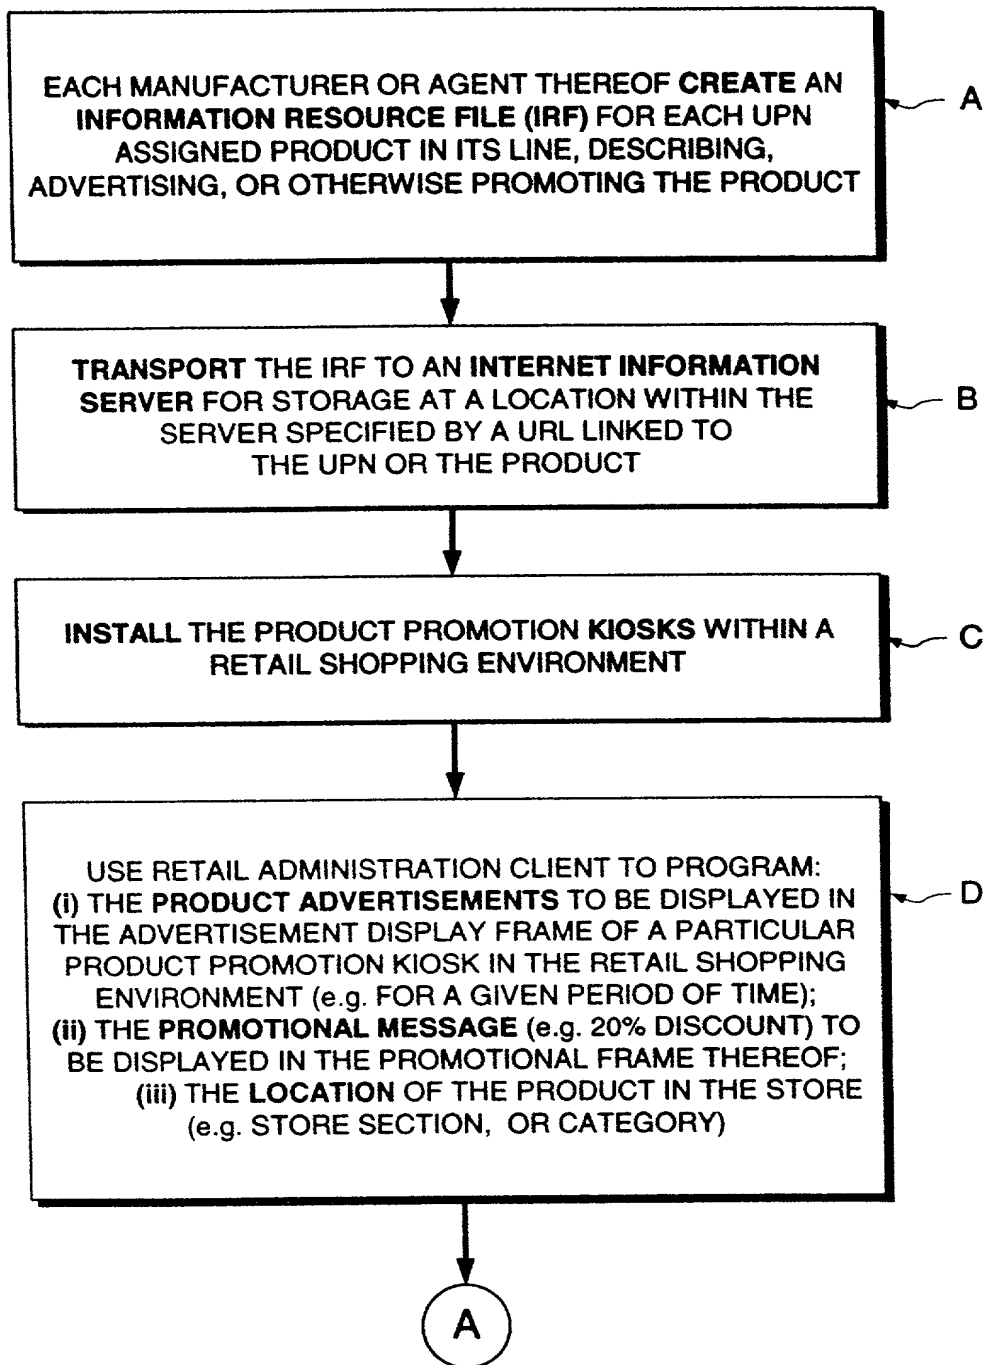 EACH MANUFACTURER OR AGENT THEREOF CREATE AN
INFORMATION RESOURCE FILE (IRF) FOR EACH UPN
ASSIGNED PRODUCT IN ITS LINE, DESCRIBING,
ADVERTISING, OR OTHERWISE PROMOTING THE PRODUCT
A
TRANSPORT THE IRF TO AN INTERNET INFORMATION
SERVER FOR STORAGE AT A LOCATION WITHIN THE
SERVER SPECIFIED BY A URL LINKED TO
THE UPN OR THE PRODUCT
B
INSTALL THE PRODUCT PROMOTION KIOSKS WITHIN A
RETAIL SHOPPING ENVIRONMENT
C
USE RETAIL ADMINISTRATION CLIENT TO PROGRAM:
(i) THE PRODUCT ADVERTISEMENTS TO BE DISPLAYED IN
THE ADVERTISEMENT DISPLAY FRAME OF A PARTICULAR
PRODUCT PROMOTION KIOSK IN THE RETAIL SHOPPING
ENVIRONMENT (e.g. FOR A GIVEN PERIOD OF TIME);
(ii) THE PROMOTIONAL MESSAGE (e.g. 20% DISCOUNT) TO
BE DISPLAYED IN THE PROMOTIONAL FRAME THEREOF;
(iii) THE LOCATION OF THE PRODUCT IN THE STORE
(e.g. STORE SECTION, OR CATEGORY)
D
A